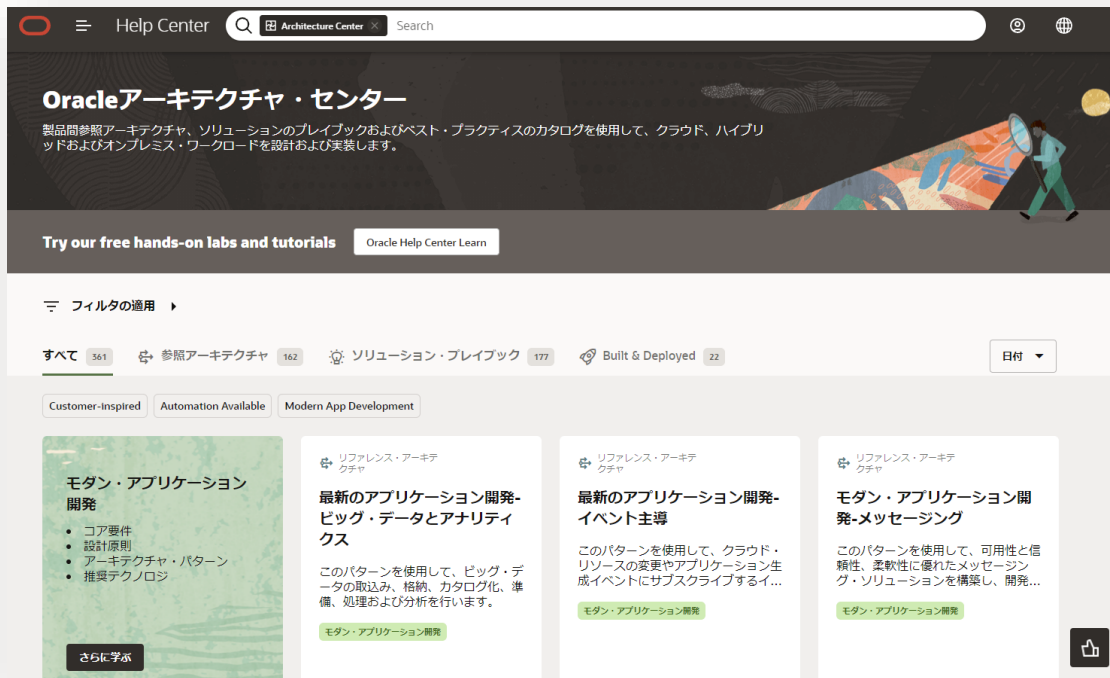 Help Center
Architecture Center
Search
Oracleアーキテクチャ・センター
製品間参照アーキテクチャ、ソリューションのプレイブックおよびベスト・プラクティスのカタログを使用して、クラウド、ハイブリ
ッドおよびオンプレミス・ワークロードを設計および実装します。
Try our free hands-on labs and tutorials
Oracle Help Center Learn
フィルタの適用
すべて 361
参照アーキテクチャ 162
ソリューション・プレイブック 177
Built & Deployed 22
日付
Customer-inspired
Automation Available
Modern App Development
モダン・アプリケーション
開発
コア要件
設計原則
アーキテクチャ・パターン
推奨テクノロジ
さらに学ぶ
リファレンス・アーキテ
クチャ
最新のアプリケーション開発-
ビッグ・データとアナリティ
クス
このパターンを使用して、ビッグ・デ
ータの取込み、格納、カタログ化、準
備、処理および分析を行います。
モダン・アプリケーション開発
リファレンス・アーキテ
クチャ
最新のアプリケーション開発-
イベント主導
このパターンを使用して、クラウド・
リソースの変更やアプリケーション生
成イベントにサブスクライブするイ...
モダン・アプリケーション開発
リファレンス・アーキテ
クチャ
モダン・アプリケーション開
発-メッセージング
このパターンを使用して、可用性と信
頼性、柔軟性に優れたメッセージン
グ・ソリューションを構築し、開発...
モダン・アプリケーション開発